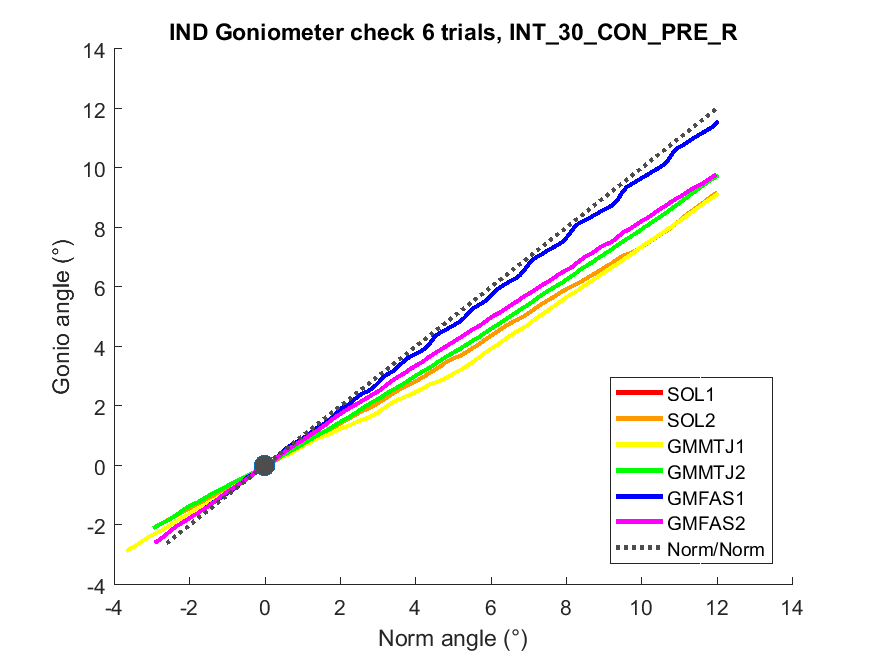 IND Goniometer check 6 trials, INT_30_CON_PRE_R
14
12
10
8
6
4
2
0
-2
-4
Gonio angle (°)
-4 -2 0 2 4 6 8 10 12 14
Norm angle (°)
SOL1
SOL2
GMMTJ1
GMMTJ2
GMFAS1
GMFAS2
Norm/Norm